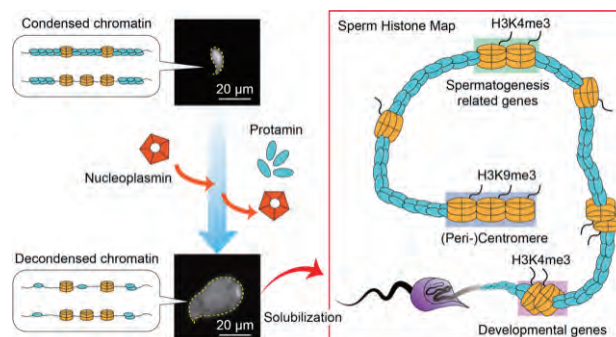 Condensed chromatin
20 μm
Nucleoplasmin
Protamin
Decondensed chromatin
20 μm
Solubilization
Sperm Histone Map
H3K4me3
Spermatogenesis
related genes
H3K9me3
(Peri-)Centromere
H3K4me3
Developmental genes